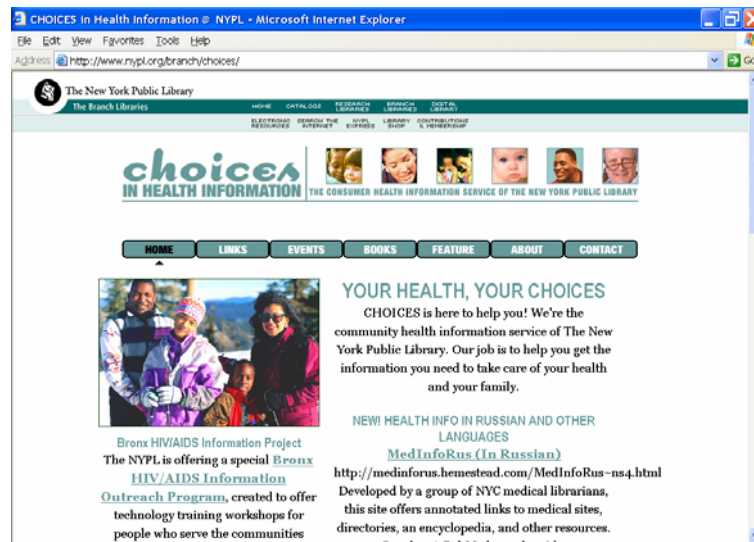 CHOICES in Health Information @ NYPL - Microsoft Internet Explorer
File Edit View Favorites Tools Help
Address http://www.nypl.org/branch/choices/ Go
The New York Public Library
The Branch Libraries
HOME CATALOGS RESEARCH LIBRARIES BRANCH LIBRARIES DIGITAL LIBRARY
ELECTRONIC RESOURCES SEARCH THE INTERNET NYPL EXPRESS LIBRARY SHOP CONTRIBUTIONS & MEMBERSHIP
choices
IN HEALTH INFORMATION
THE CONSUMER HEALTH INFORMATION SERVICE OF THE NEW YORK PUBLIC LIBRARY
HOME LINKS EVENTS BOOKS FEATURE ABOUT CONTACT
Bronx HIV/AIDS Information Project
The NYPL is offering a special Bronx
HIV/AIDS Information
Outreach Program, created to offer
technology training workshops for
people who serve the communities
YOUR HEALTH, YOUR CHOICES
CHOICES is here to help you! We're the
community health information service of The New
York Public Library. Our job is to help you get the
information you need to take care of your health
and your family.
NEW! HEALTH INFO IN RUSSIAN AND OTHER
LANGUAGES
MedInfoRus (In Russian)
http://medinforus.hemestead.com/MedInfoRus~ns4.html
Developed by a group of NYC medical librarians,
this site offers annotated links to medical sites,
directories, an encyclopedia, and other resources.